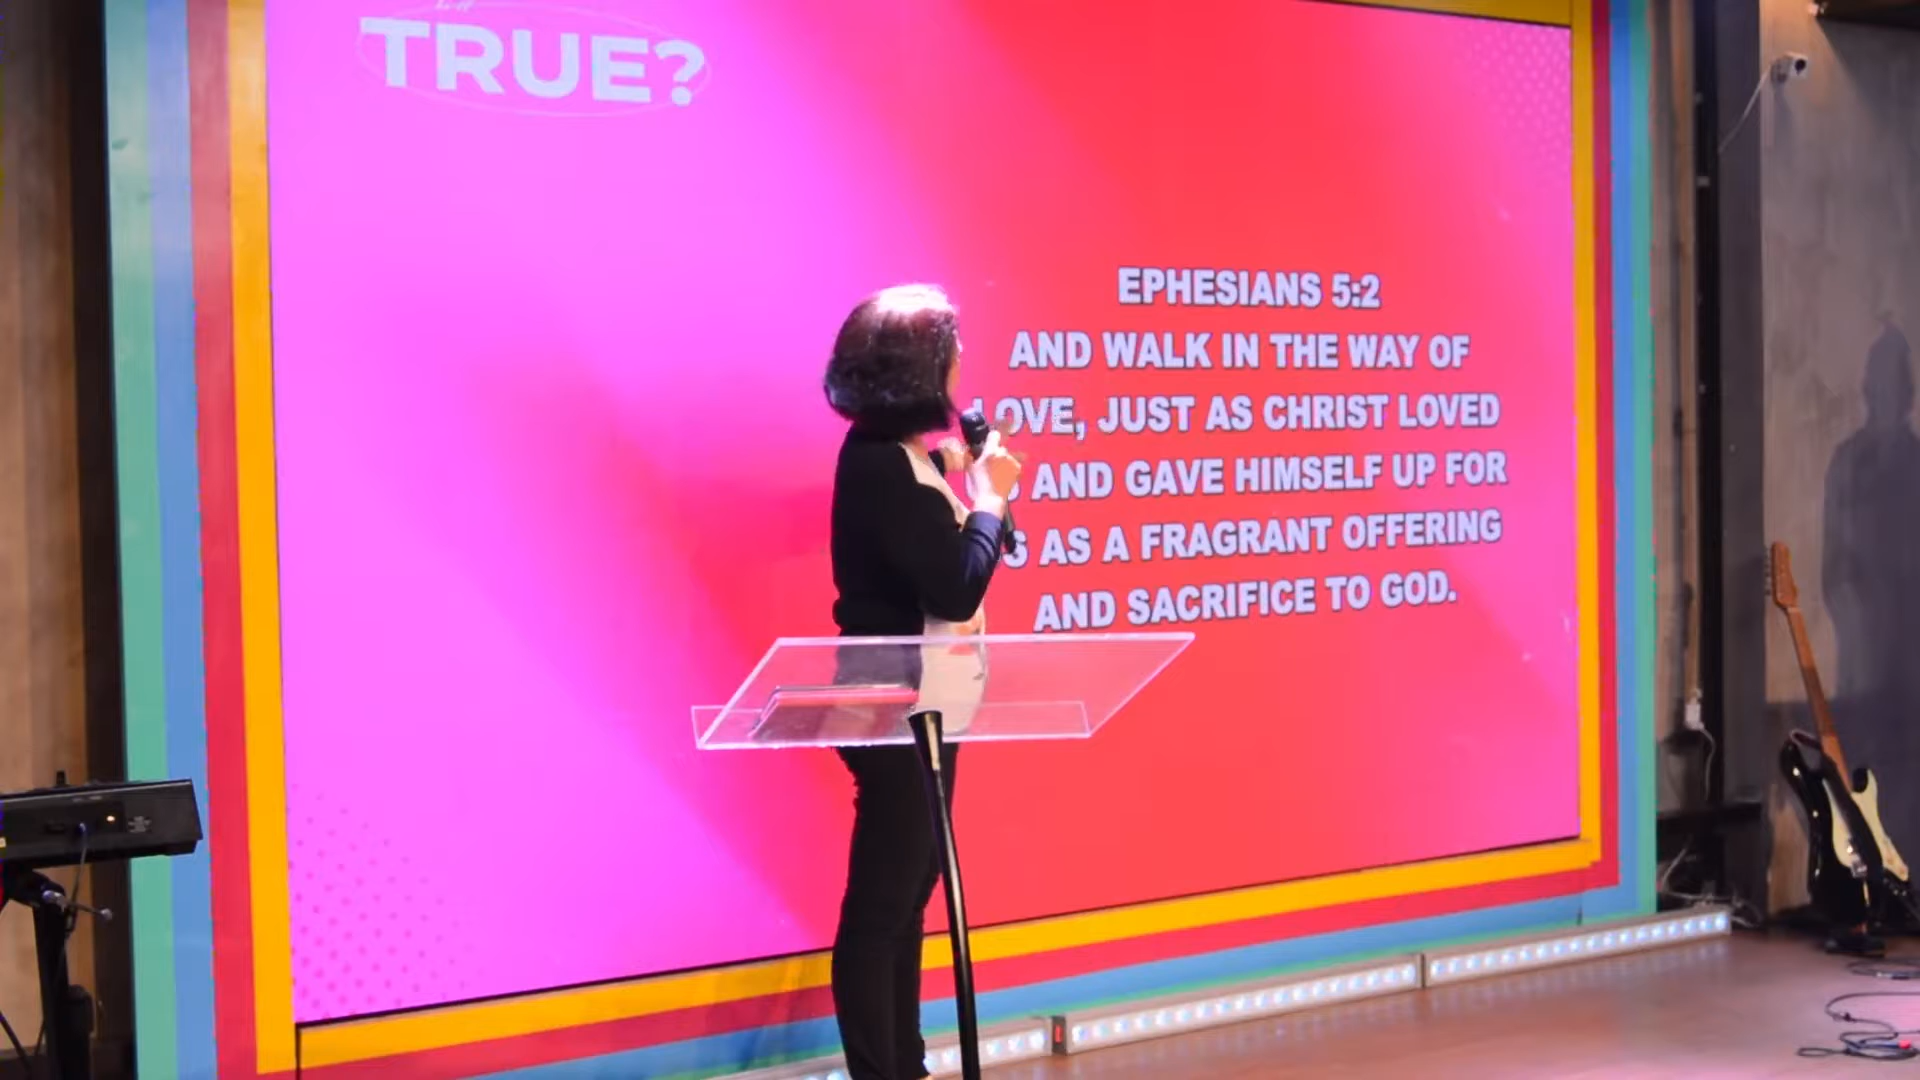 TRUE?
EPHESIANS 5:2
AND WALK IN THE WAY OF
LOVE, JUST AS CHRIST LOVED
AND GAVE HIMSELF UP FOR
AS A FRAGRANT OFFERING
AND SACRIFICE TO GOD.